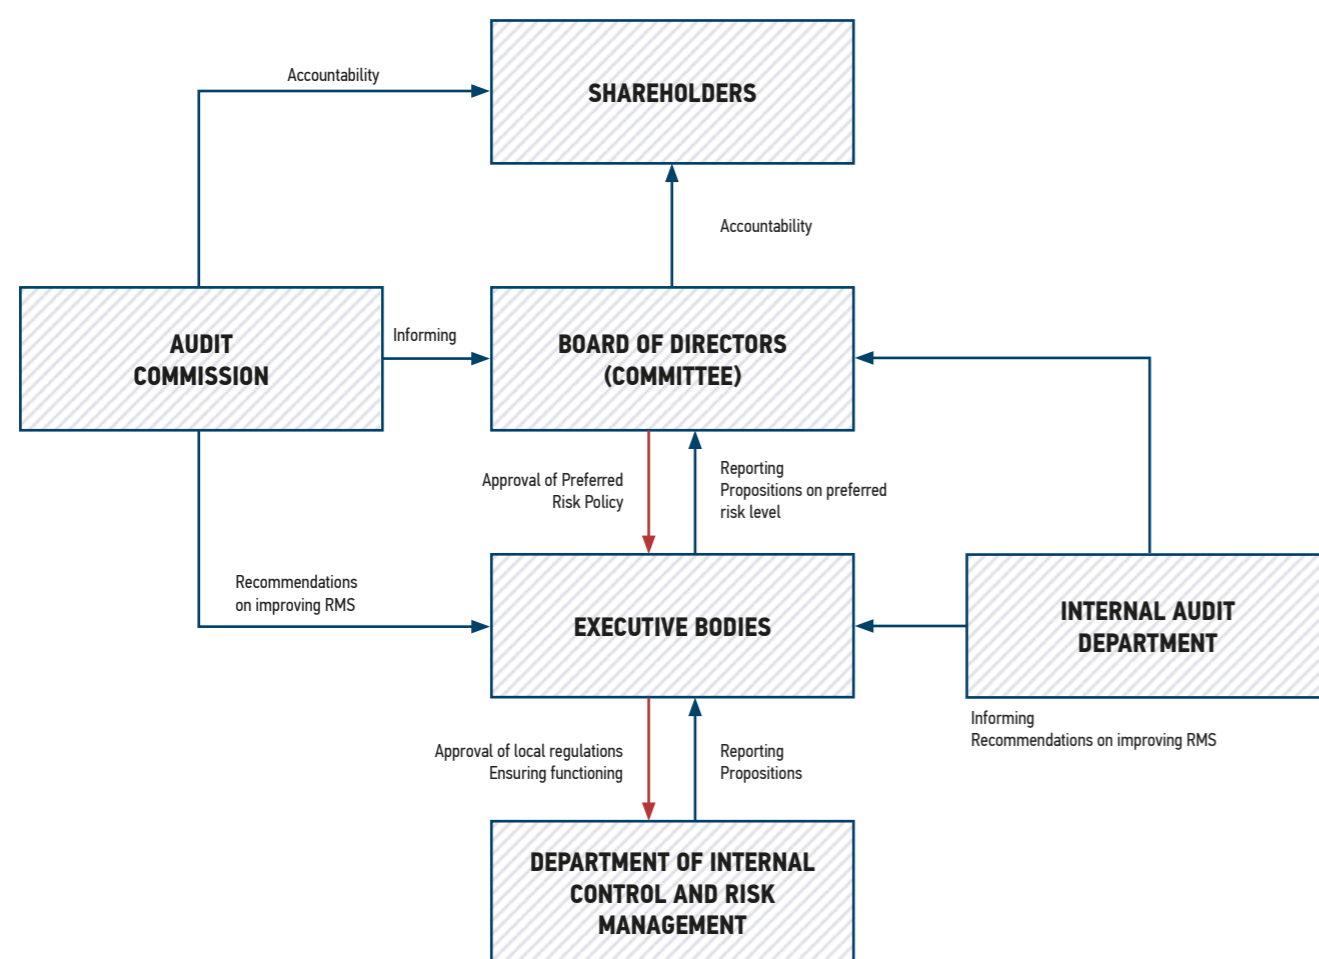 Accountability
SHAREHOLDERS
Accountability
AUDIT
COMMISSION
Informing
BOARD OF DIRECTORS
(COMMITTEE)
Approval of Preferred
Risk Policy
Reporting
Propositions on preferred
risk level
Recommendations
on improving RMS
EXECUTIVE BODIES
INTERNAL AUDIT
DEPARTMENT
Informing
Recommendations on improving RMS
Approval of local regulations
Ensuring functioning
Reporting
Propositions
DEPARTMENT OF INTERNAL
CONTROL AND RISK
MANAGEMENT